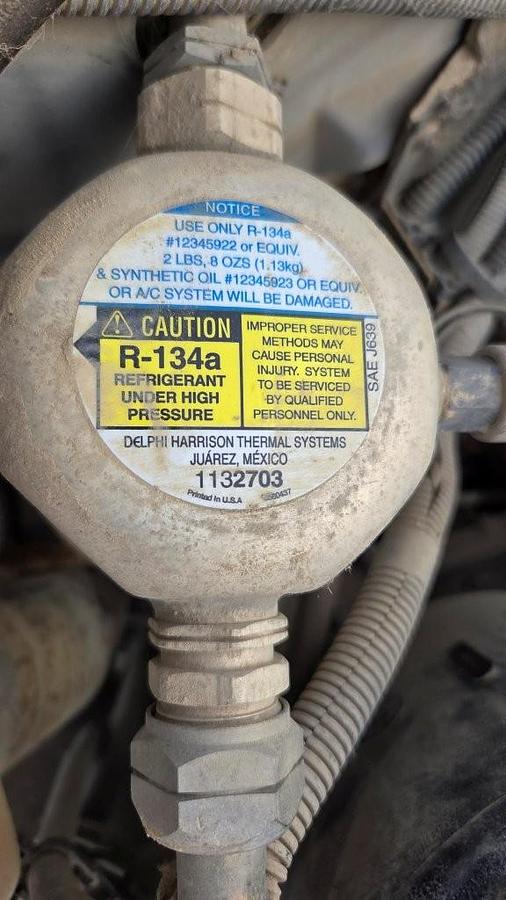 NOTICE
USE ONLY R-134a
#12345922 or EQUIV.
2 LBS, 8 OZS (1.13kg)
& SYNTHETIC OIL #12345923 OR EQUIV.
OR A/C SYSTEM WILL BE DAMAGED.
CAUTION
R-134a
REFRIGERANT
UNDER HIGH
PRESSURE
IMPROPER SERVICE
METHODS MAY
CAUSE PERSONAL
INJURY. SYSTEM
TO BE SERVICED
BY QUALIFIED
PERSONNEL ONLY.
SAE J639
DELPHI HARRISON THERMAL SYSTEMS
JUÁREZ, MÉXICO
1132703
Printed in U.S.A